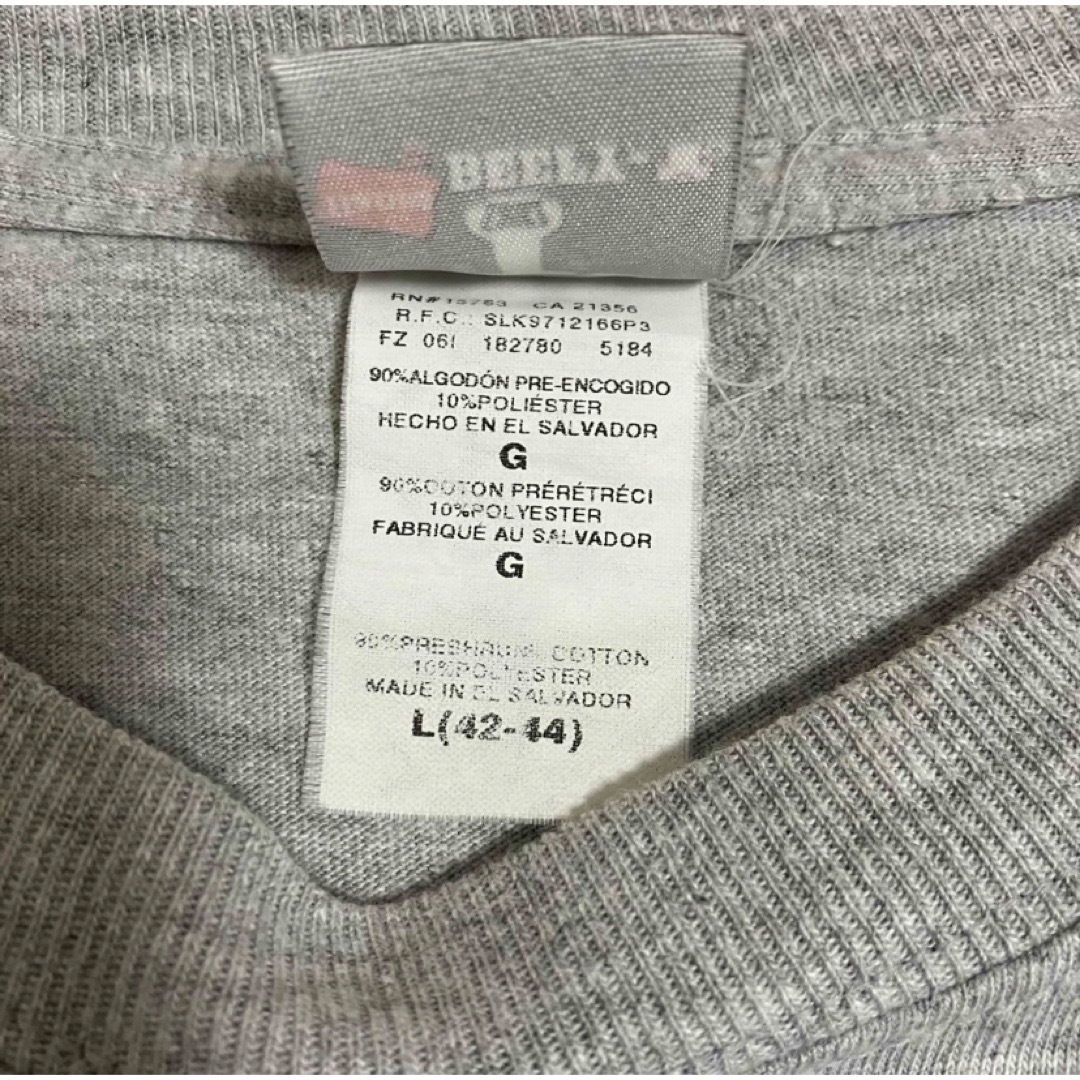 BEEFY-
RN#15763 CA 21356
R.F.C.: SLK9712166P3
FZ 06I 182780 5184
90%ALGODÓN PRE-ENCOGIDO
10%POLIÉSTER
HECHO EN EL SALVADOR
G
90%COTON PRÉRÉTRÉCI
10%POLYESTER
FABRIQUÉ AU SALVADOR
G
90%PRESHRUNK COTTON
10%POLYESTER
MADE IN EL SALVADOR
L(42-44)